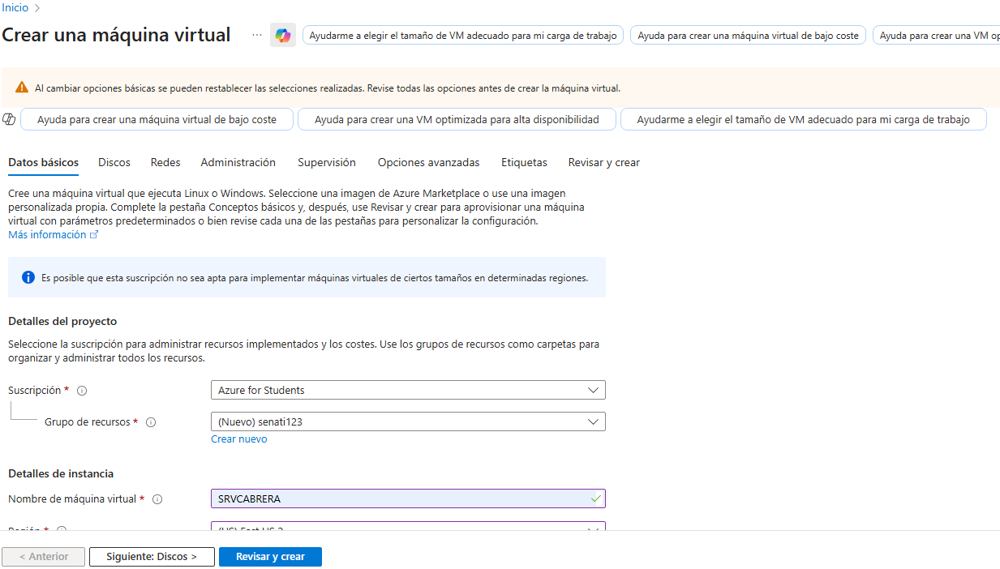 Inicio >
Crear una máquina virtual ... Ayudarme a elegir el tamaño de VM adecuado para mi carga de trabajo Ayuda para crear una máquina virtual de bajo coste Ayuda para crear una VM
Al cambiar opciones básicas se pueden restablecer las selecciones realizadas. Revise todas las opciones antes de crear la máquina virtual.
Ayuda para crear una máquina virtual de bajo coste Ayuda para crear una VM optimizada para alta disponibilidad Ayudarme a elegir el tamaño de VM adecuado para mi carga de trabajo
Datos básicos Discos Redes Administración Supervisión Opciones avanzadas Etiquetas Revisar y crear
Cree una máquina virtual que ejecuta Linux o Windows. Seleccione una imagen de Azure Marketplace o use una imagen
personalizada propia. Complete la pestaña Conceptos básicos y, después, use Revisar y crear para aprovisionar una máquina
virtual con parámetros predeterminados o bien revise cada una de las pestañas para personalizar la configuración.
Más información
Es posible que esta suscripción no sea apta para implementar máquinas virtuales de ciertos tamaños en determinadas regiones.
Detalles del proyecto
Seleccione la suscripción para administrar recursos implementados y los costes. Use los grupos de recursos como carpetas para
organizar y administrar todos los recursos.
Suscripción * Azure for Students
Grupo de recursos * (Nuevo) senati123
Crear nuevo
Detalles de instancia
Nombre de máquina virtual * SRVCABRERA
Región * (US) East US 2
< Anterior Siguiente: Discos > Revisar y crear